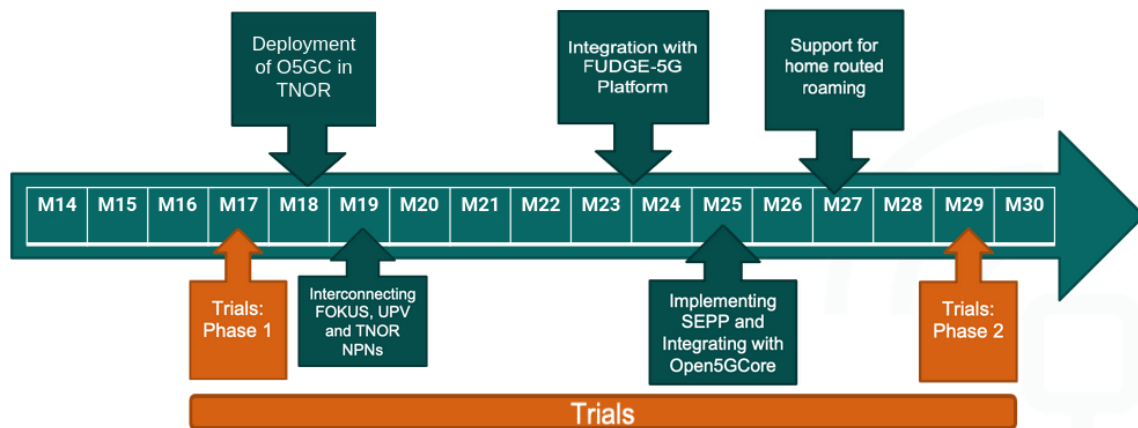 Deployment
of O5GC in
TNOR
Integration with
FUDGE-5G
Platform
Support for
home routed
roaming
M14 M15 M16 M17 M18 M19 M20 M21 M22 M23 M24 M25 M26 M27 M28 M29 M30
Trials:
Phase 1
Interconnecting
FOKUS, UPV
and TNOR
NPNs
Implementing
SEPP and
Integrating with
Open5GCore
Trials:
Phase 2
Trials